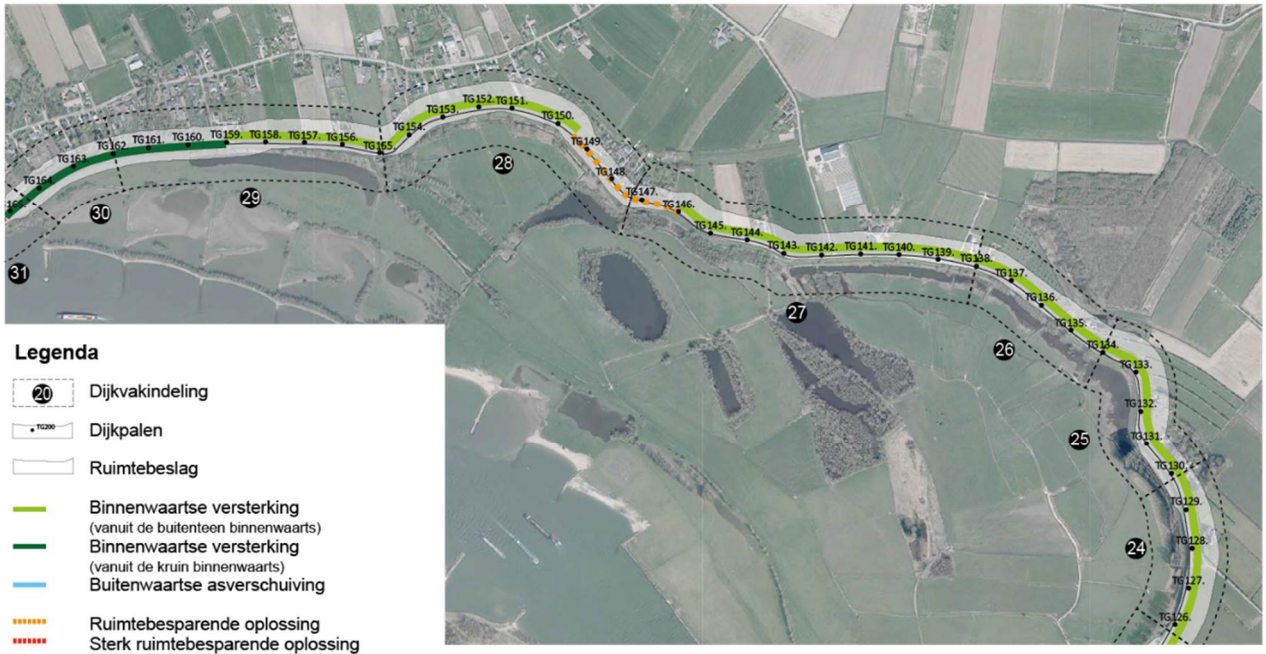 TG152.
TG151.
TG153.
TG150.
TG154.
TG161.
TG160.
TG159.
TG158.
TG157.
TG156.
TG162.
TG165.
TG149.
TG163.
28
TG148.
TG164.
29
TG147.
30
TG146.
TG145.
TG144.
TG143.
TG142.
TG141.
TG140.
TG139.
TG138.
31
TG137.
TG136.
27
TG135.
26
TG134.
TG133.
TG132.
25
TG131.
TG130.
TG129.
24
TG128.
TG127.
TG126.
Legenda
20
Dijkvakindeling
TG200
Dijkpalen
Ruimtebeslag
Binnenwaartse versterking
(vanuit de buitenteen binnenwaarts)
Binnenwaartse versterking
(vanuit de kruin binnenwaarts)
Buitenwaartse asverschuiving
Ruimtebesparende oplossing
Sterk ruimtebesparende oplossing